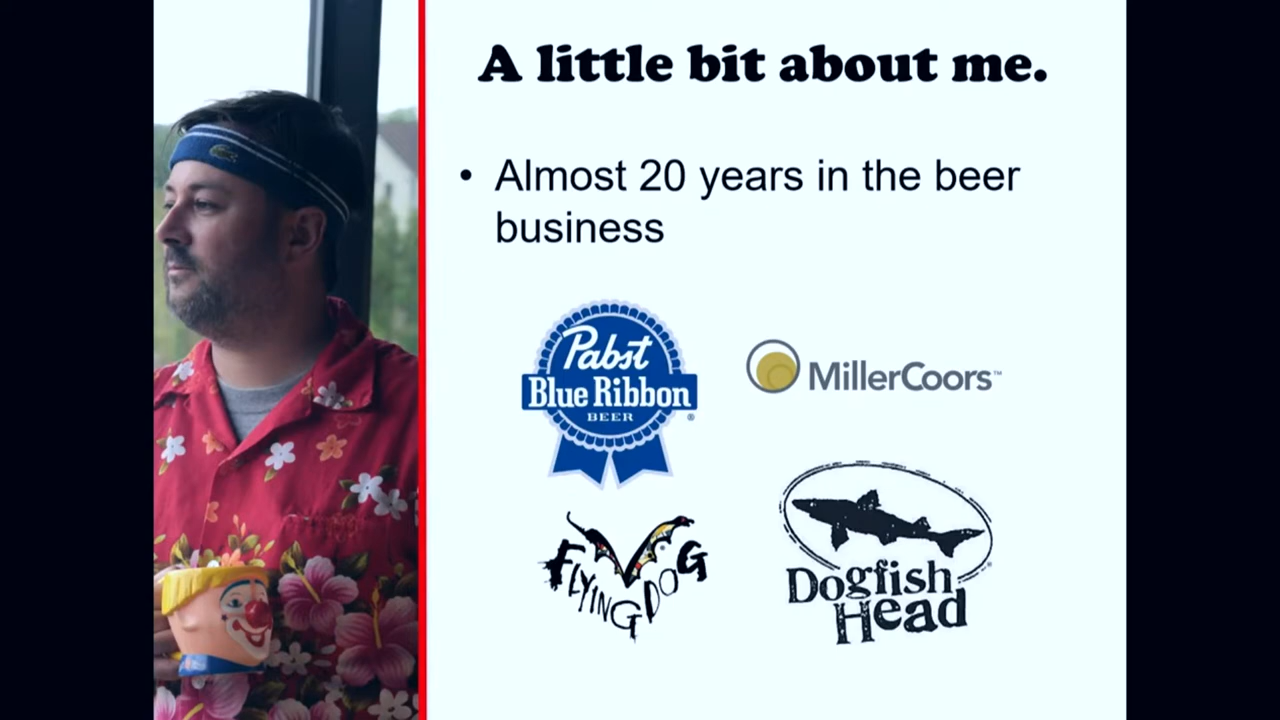 A little bit about me.
• Almost 20 years in the beer
business
Pabst
Blue Ribbon
BEER
®
MillerCoors™
FLYING DOG
Dogfish
Head